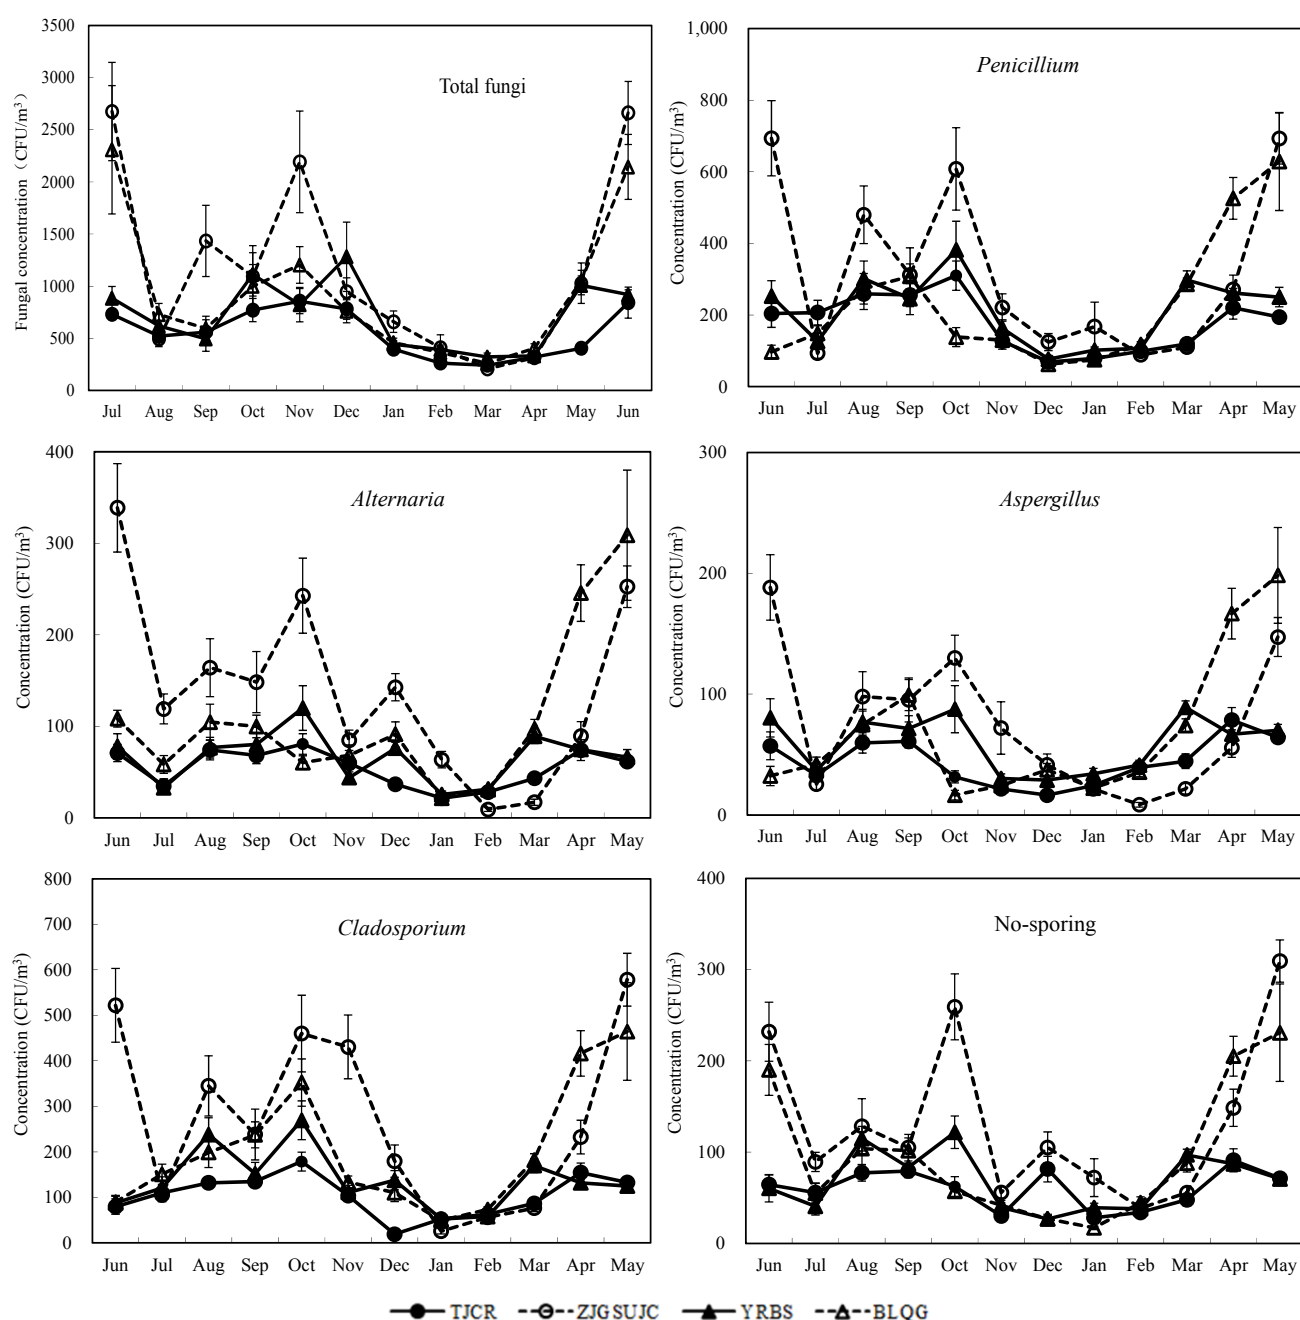 Total fungi
Fungal concentration (CFU/m³)
3500
3000
2500
2000
1500
1000
500
0
Jul Aug Sep Oct Nov Dec Jan Feb Mar Apr May Jun
Penicillium
Concentration (CFU/m³)
1,000
800
600
400
200
0
Jun Jul Aug Sep Oct Nov Dec Jan Feb Mar Apr May
Alternaria
Concentration (CFU/m³)
400
300
200
100
0
Jun Jul Aug Sep Oct Nov Dec Jan Feb Mar Apr May
Aspergillus
Concentration (CFU/m³)
300
200
100
0
Jun Jul Aug Sep Oct Nov Dec Jan Feb Mar Apr May
Cladosporium
Concentration (CFU/m³)
800
700
600
500
400
300
200
100
0
Jun Jul Aug Sep Oct Nov Dec Jan Feb Mar Apr May
No-sporing
Concentration (CFU/m³)
400
300
200
100
0
Jun Jul Aug Sep Oct Nov Dec Jan Feb Mar Apr May
TJCR ZJGSUJC YRBS BLQG